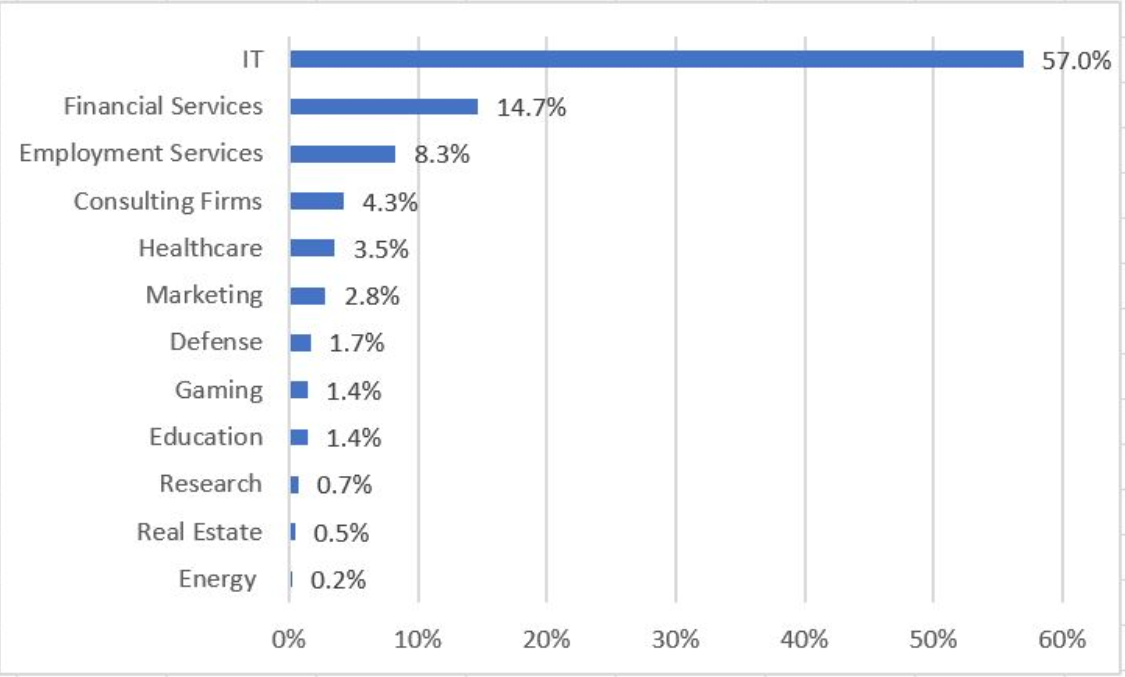 IT 57.0%
Financial Services 14.7%
Employment Services 8.3%
Consulting Firms 4.3%
Healthcare 3.5%
Marketing 2.8%
Defense 1.7%
Gaming 1.4%
Education 1.4%
Research 0.7%
Real Estate 0.5%
Energy 0.2%
0% 10% 20% 30% 40% 50% 60%